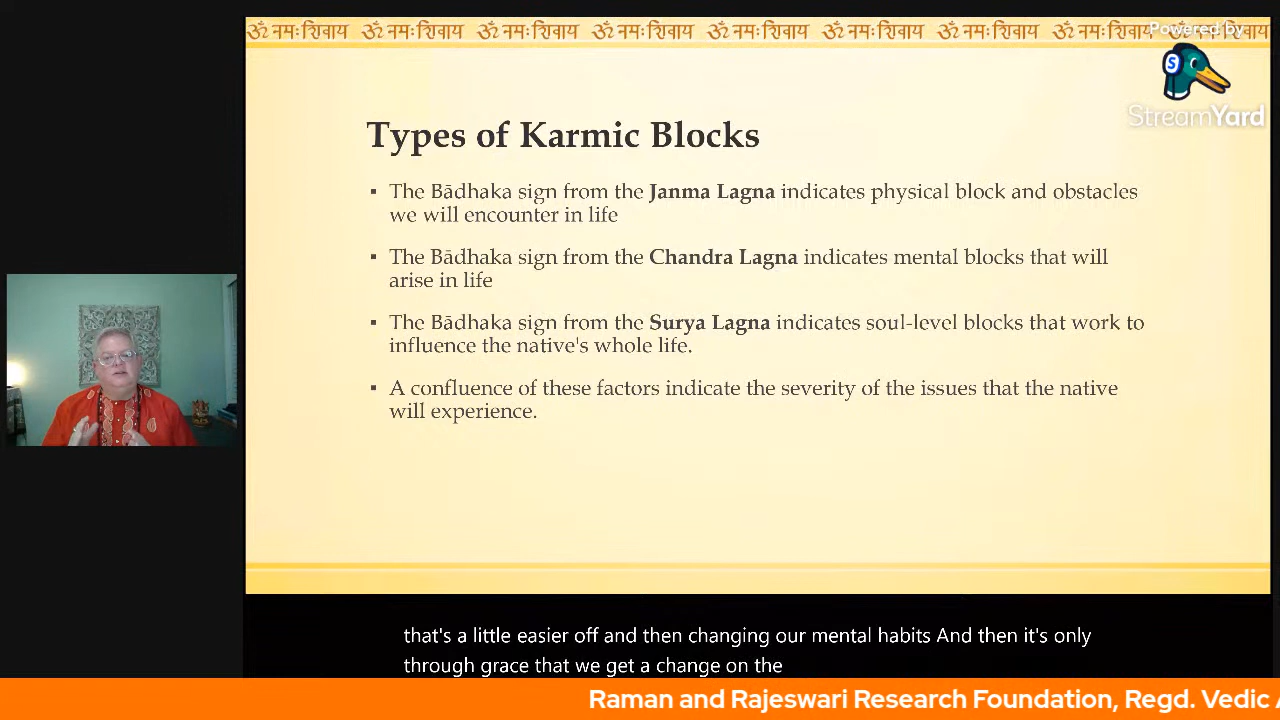 ॐ नमः शिवाय ॐ नमः शिवाय ॐ नमः शिवाय ॐ नमः शिवाय ॐ नमः शिवाय ॐ नमः शिवाय ॐ नमः शिवाय ॐ नमः शिवाय ॐ नमः शिवाय
Powered by
S
StreamYard
Types of Karmic Blocks
▪ The Bādhaka sign from the Janma Lagna indicates physical block and obstacles
we will encounter in life
▪ The Bādhaka sign from the Chandra Lagna indicates mental blocks that will
arise in life
▪ The Bādhaka sign from the Surya Lagna indicates soul-level blocks that work to
influence the native's whole life.
▪ A confluence of these factors indicate the severity of the issues that the native
will experience.
that's a little easier off and then changing our mental habits And then it's only
through grace that we get a change on the
Raman and Rajeswari Research Foundation, Regd. Vedic